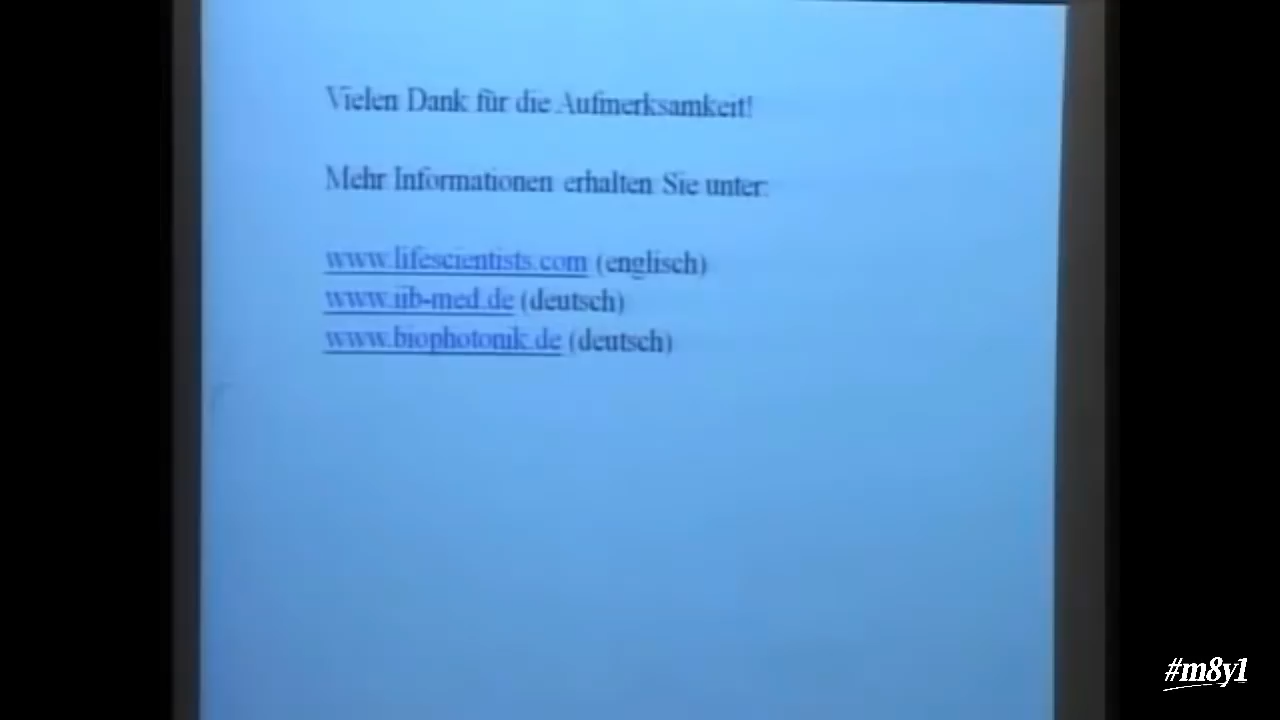 Vielen Dank für die Aufmerksamkeit!
Mehr Informationen erhalten Sie unter:
www.lifescientists.com (englisch)
www.iib-med.de (deutsch)
www.biophotonik.de (deutsch)
#m8y1